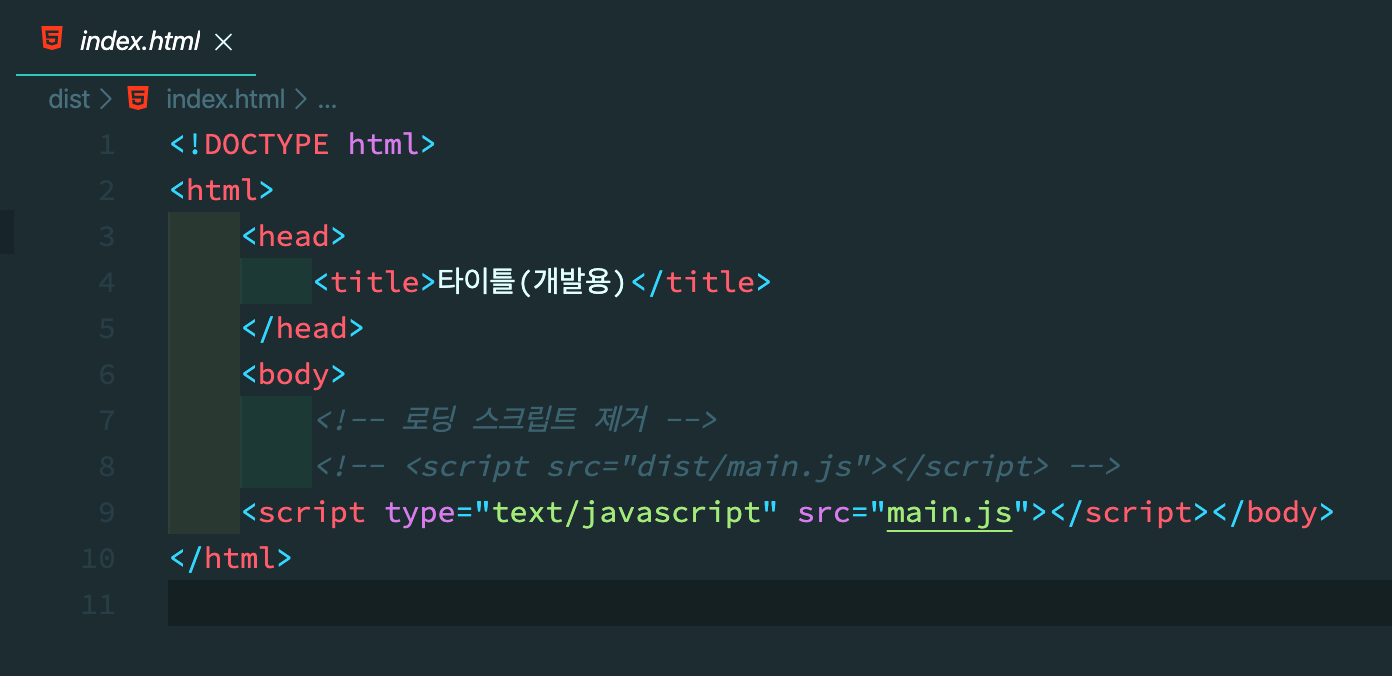 index.html
dist > index.html > ...
1 <!DOCTYPE html>
2 <html>
3     <head>
4         <title>타이틀(개발용)</title>
5     </head>
6     <body>
7         <!-- 로딩 스크립트 제거 -->
8         <!-- <script src="dist/main.js"></script> -->
9     <script type="text/javascript" src="main.js"></script></body>
10 </html>
11